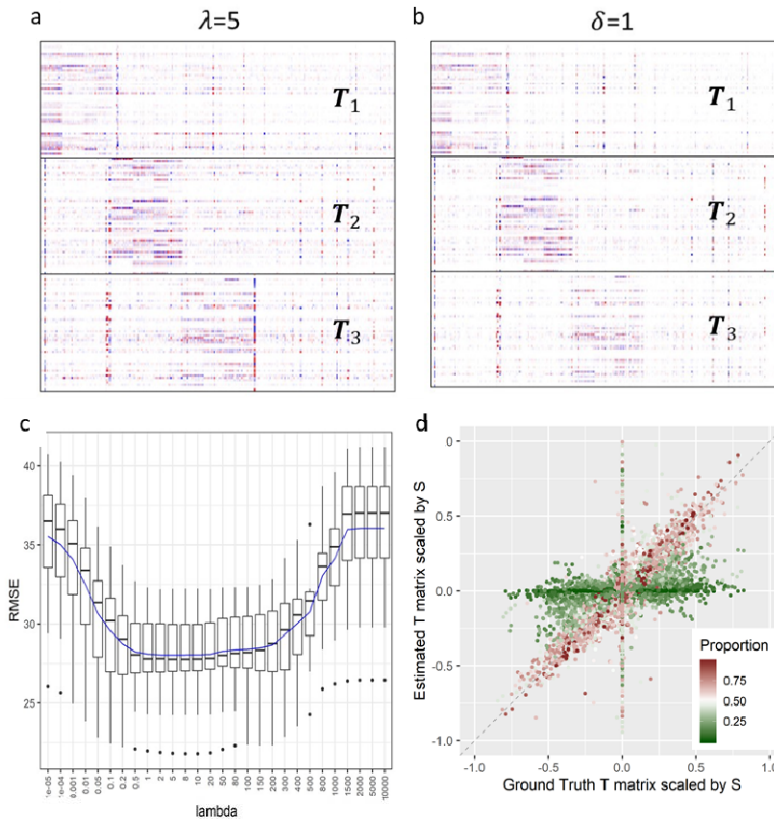 a
λ=5
T₁
T₂
T₃
b
δ=1
T₁
T₂
T₃
c
40
35
30
25
RMSE
1e-05 1e-04 0.001 0.01 0.05 0.1 0.2 0.5 1 2 5 8 10 20 50 80 100 150 200 300 400 600 800 1000 1500 2000 5000 10000
lambda
d
0
0.5
0.0
-0.5
-1.0
Estimated T matrix scaled by S
Proportion
0.75
0.50
0.25
-1.0 -0.5 0.0 0.5 1.0
Ground Truth T matrix scaled by S